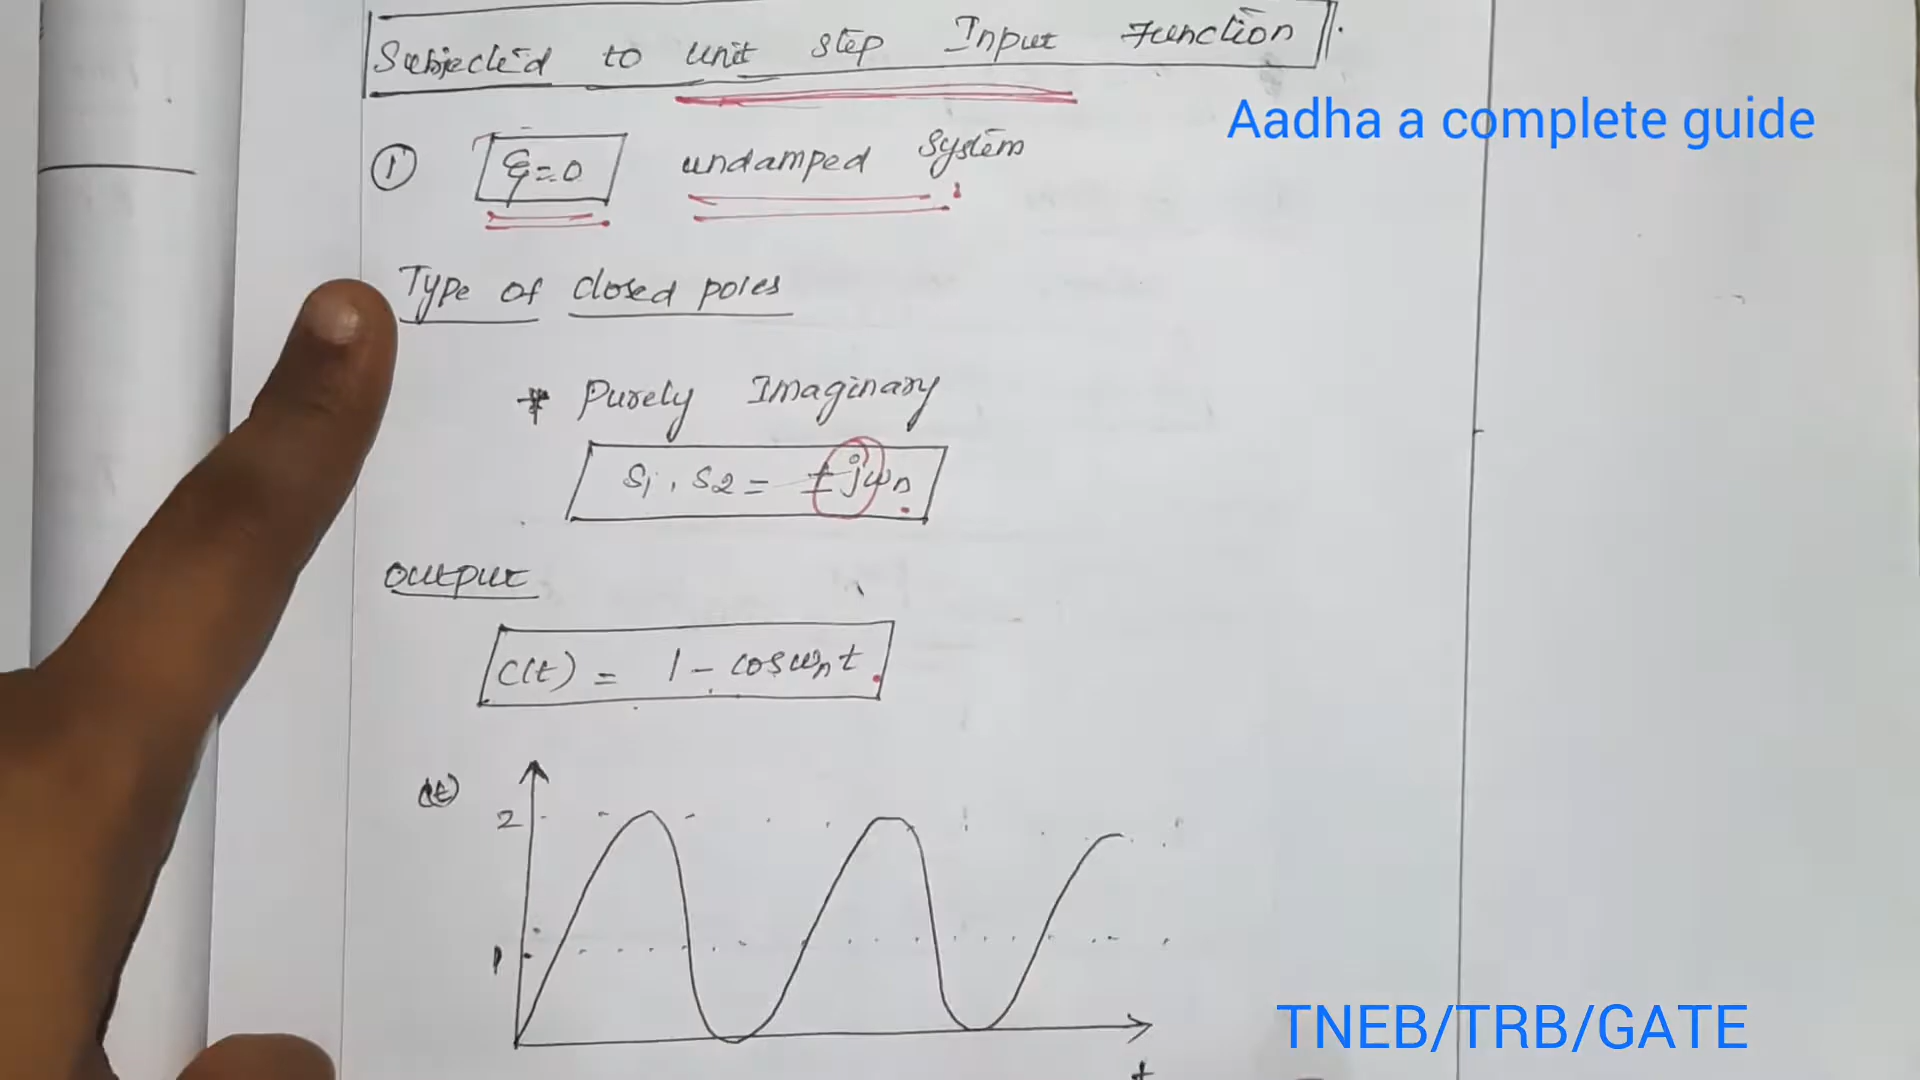 Subjected to unit step Input Function
Aadha a complete guide
① ξ=0 undamped system
Type of closed poles
* Purely Imaginary
S1, S2 = ±jωn
output
C(t) = 1 - cosωnt
C(t)
2
1
t
TNEB/TRB/GATE